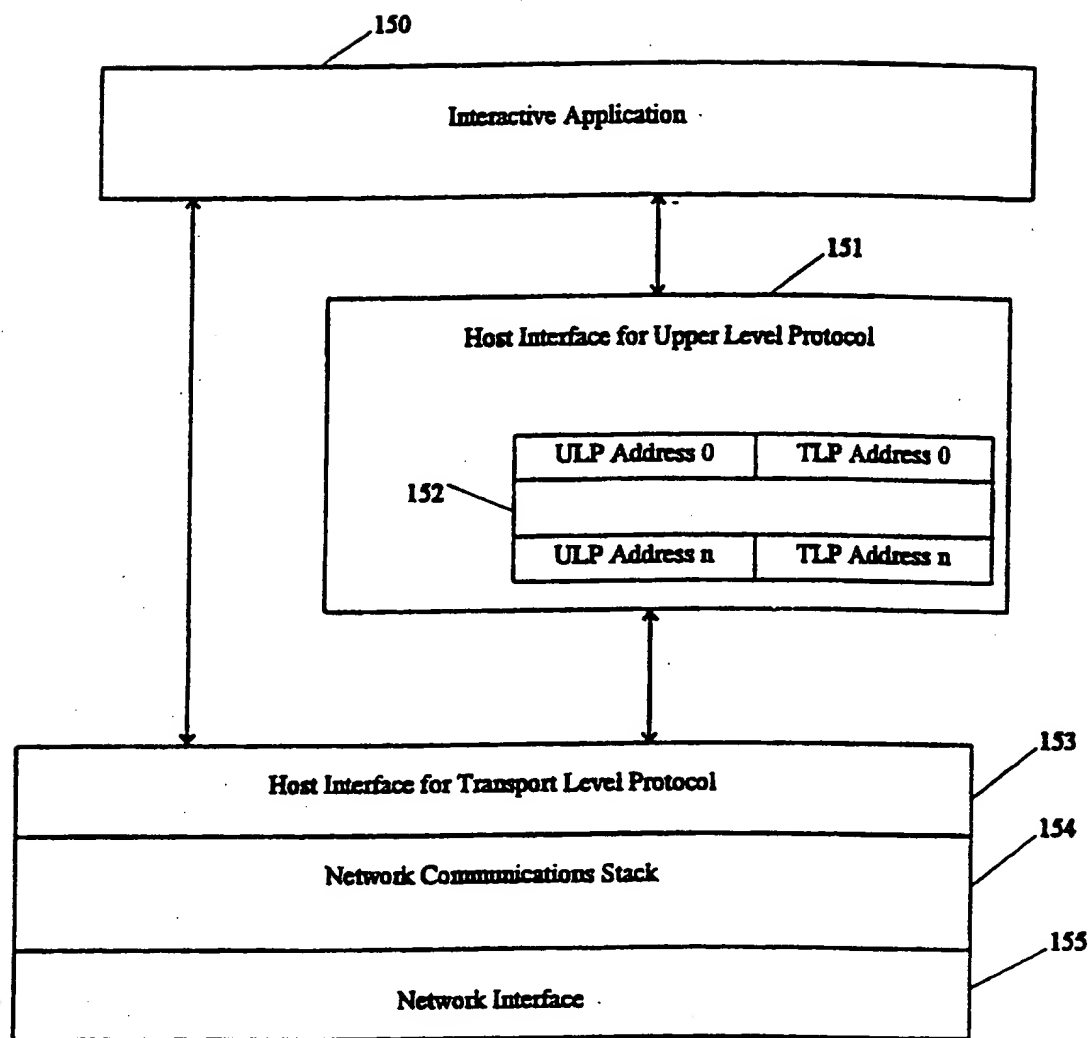 150
Interactive Application
151
Host Interface for Upper Level Protocol
ULP Address 0 TLP Address 0
152
ULP Address n TLP Address n
153
Host Interface for Transport Level Protocol
154
Network Communications Stack
155
Network Interface